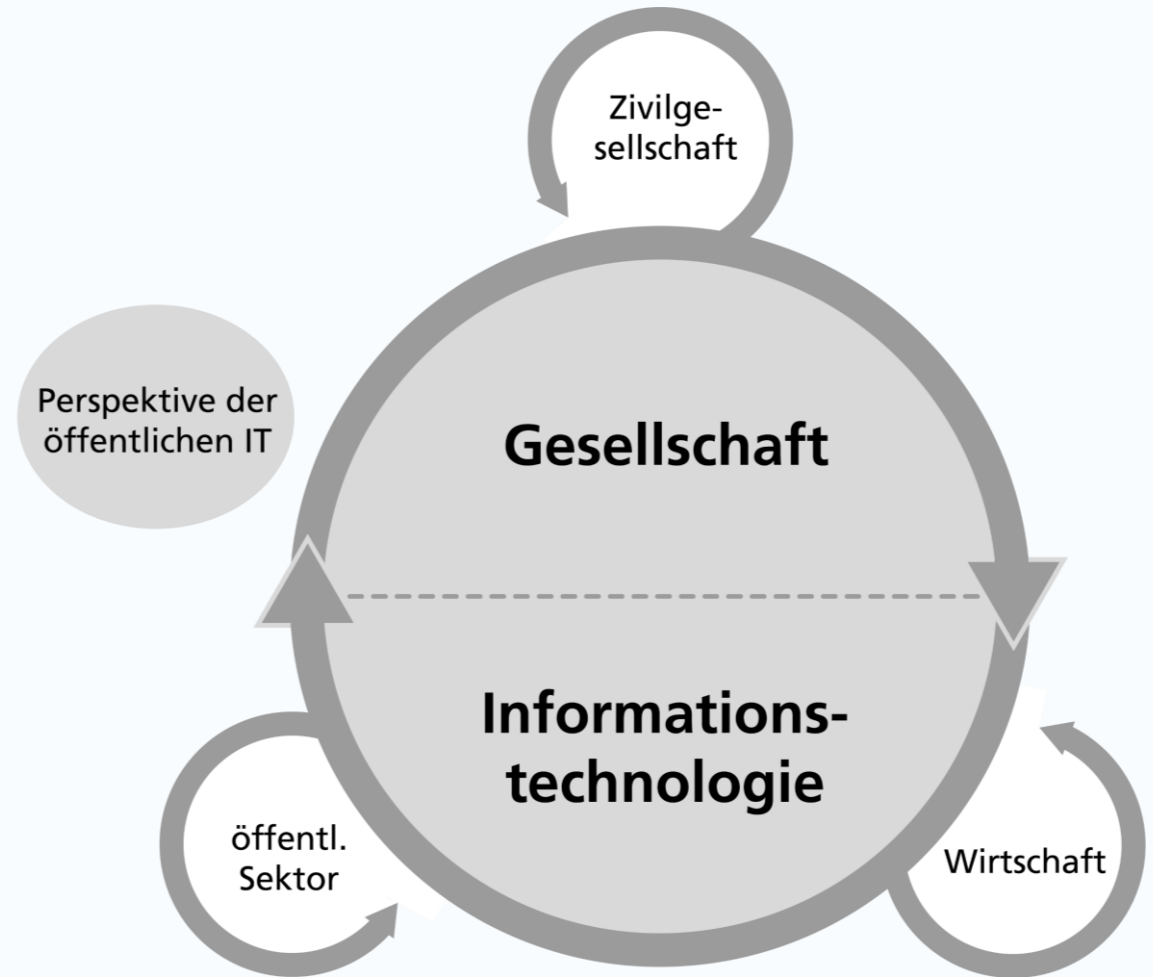 Zivilge-
sellschaft
Perspektive der
öffentlichen IT
Gesellschaft
Informations-
technologie
öffentl.
Sektor
Wirtschaft